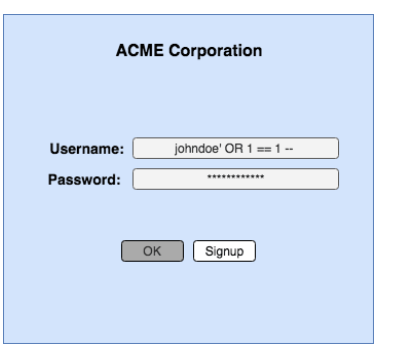 ACME Corporation
Username: johndoe' OR 1 == 1 --
Password: ************
OK Signup